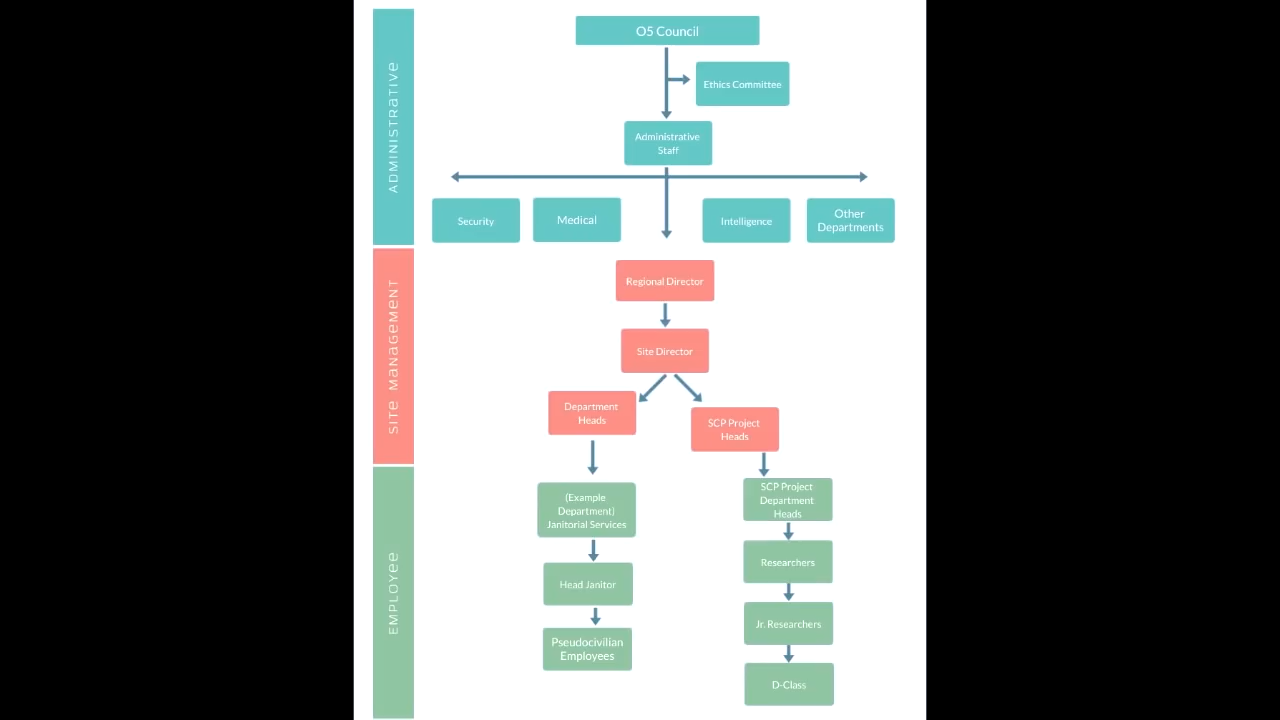 O5 Council
ADMINISTRATIVE
Ethics Committee
Administrative
Staff
Security
Medical
Intelligence
Other
Departments
SITE MANAGEMENT
Regional Director
Site Director
Department
Heads
SCP Project
Heads
EMPLOYEE
(Example
Department)
Janitorial Services
Head Janitor
Pseudocivilian
Employees
SCP Project
Department
Heads
Researchers
Jr. Researchers
D-Class